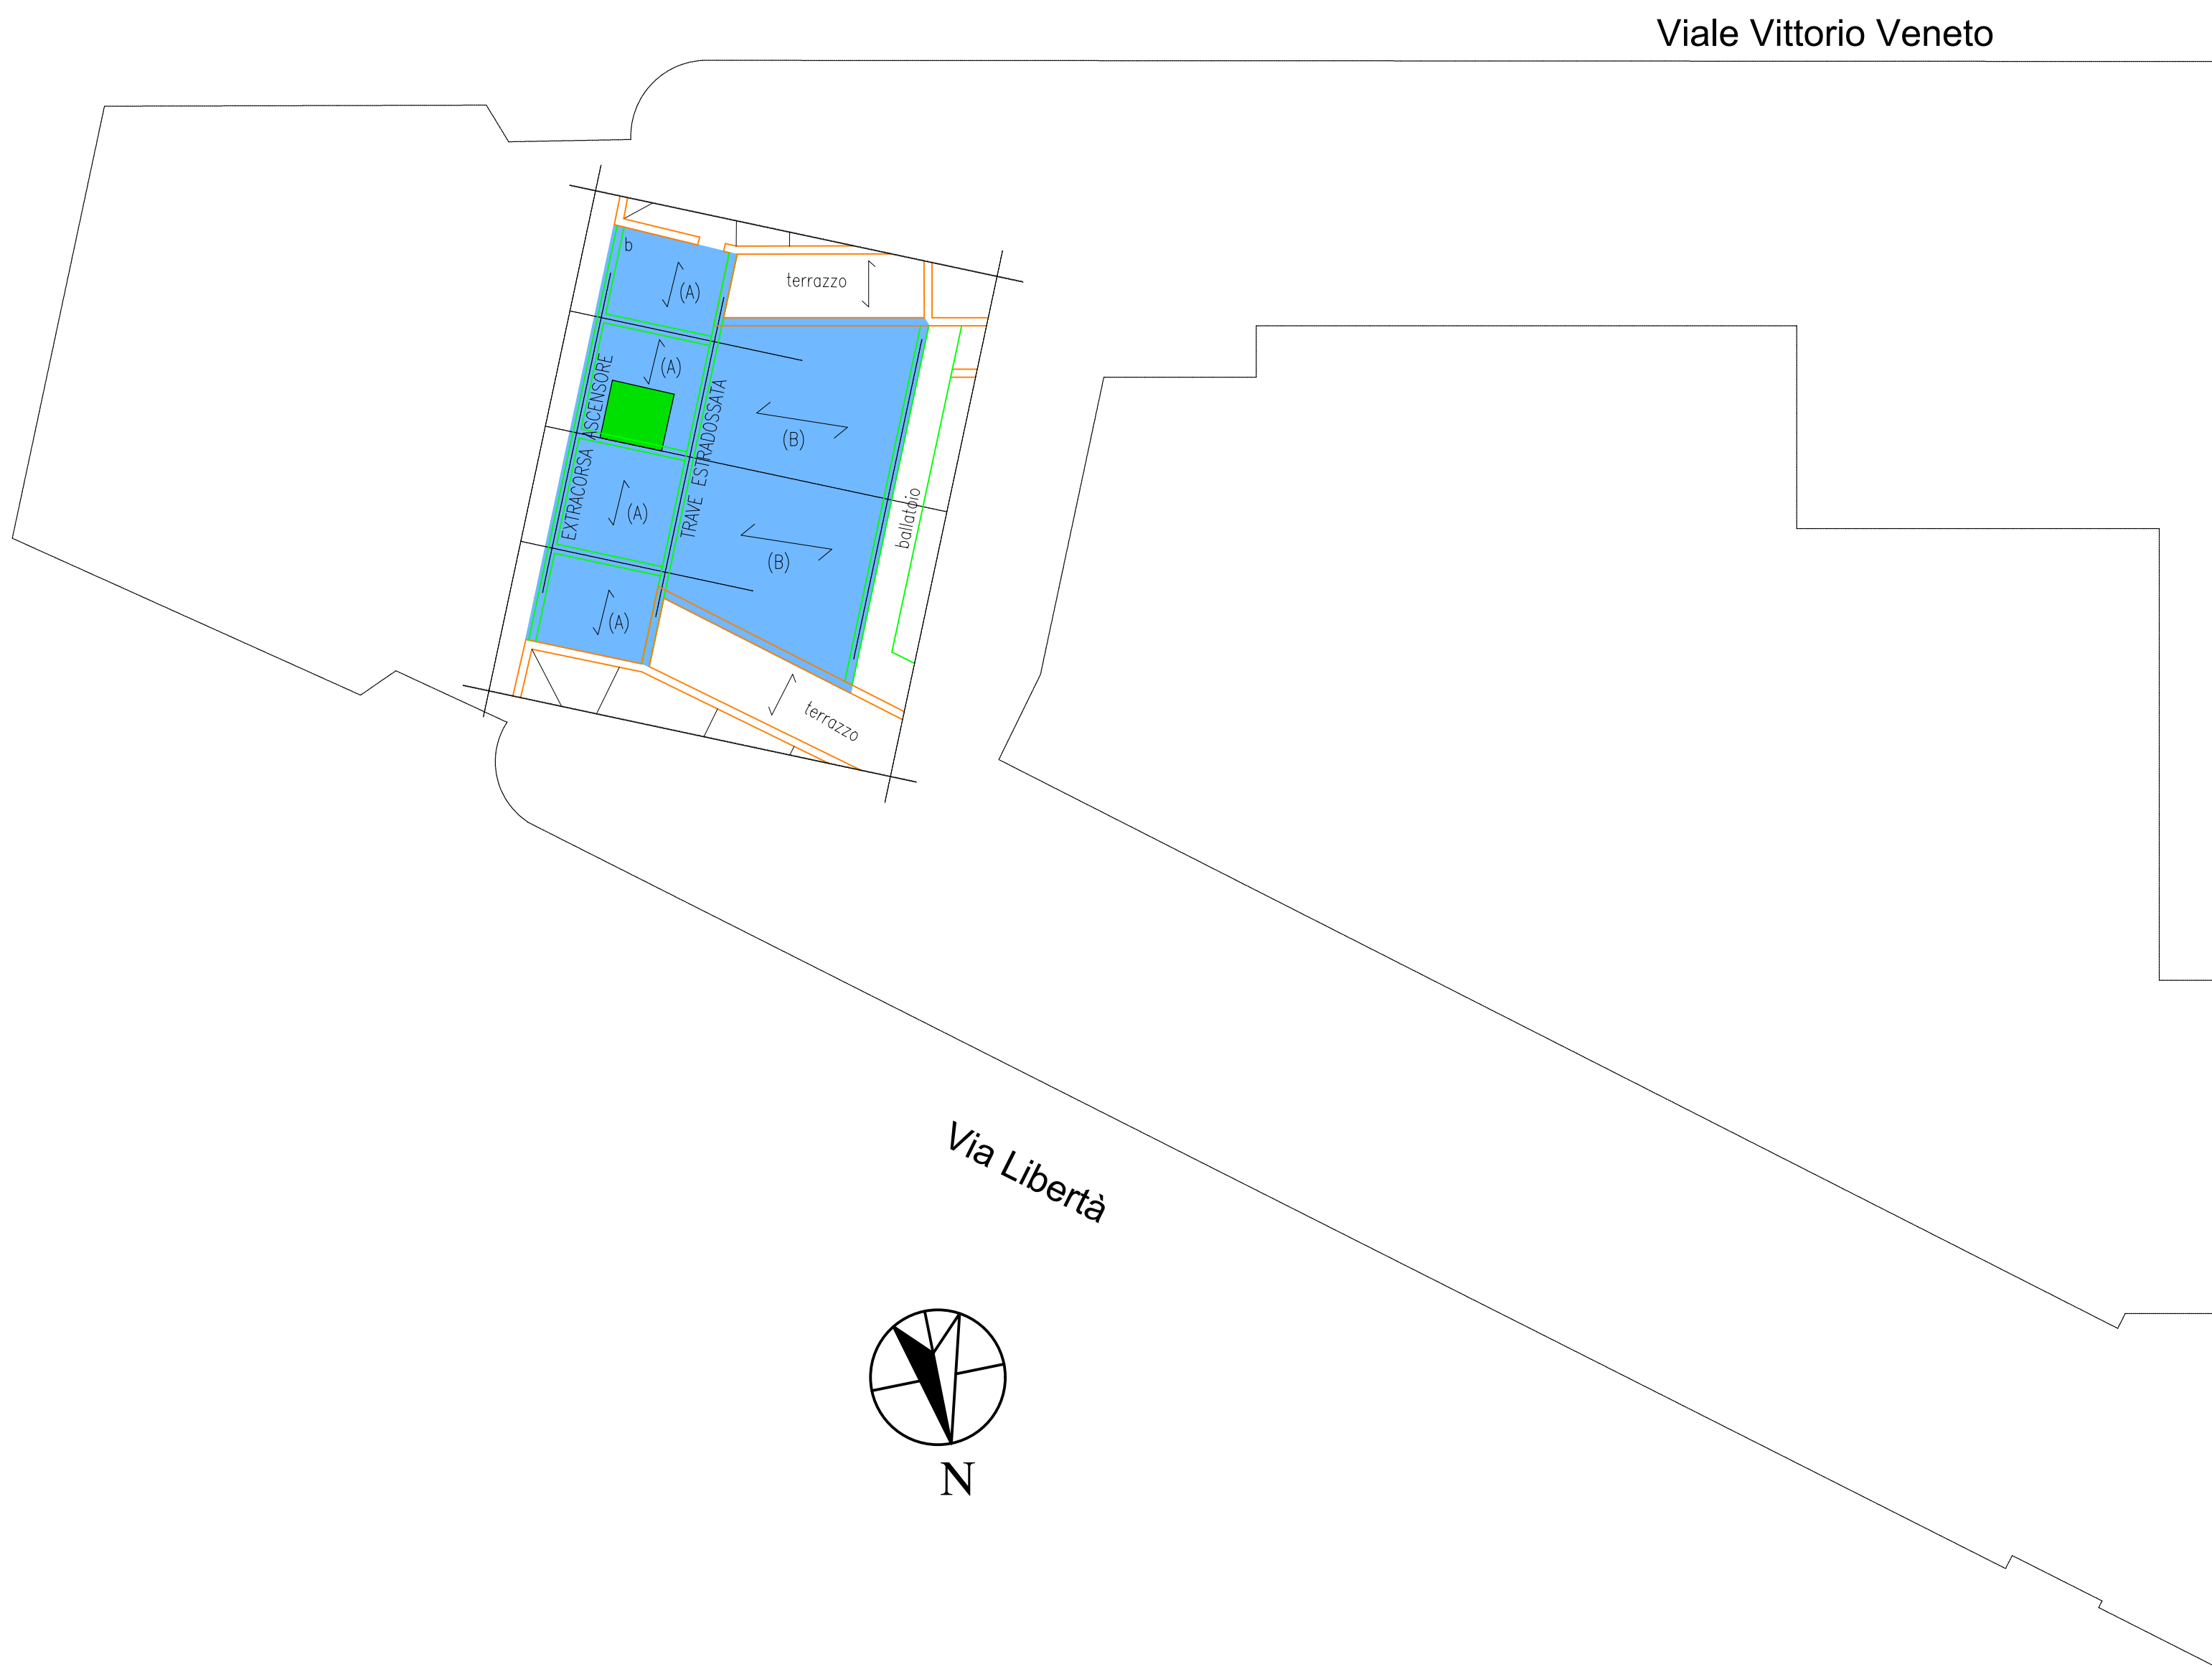 Viale Vittorio Veneto
b
(A)
terrazzo
(A)
EXTRACORSA ASCENSORE
TRAVE ESTRADOSSATA
(B)
(A)
ballatoio
(B)
(A)
terrazzo
Via Libertà
N